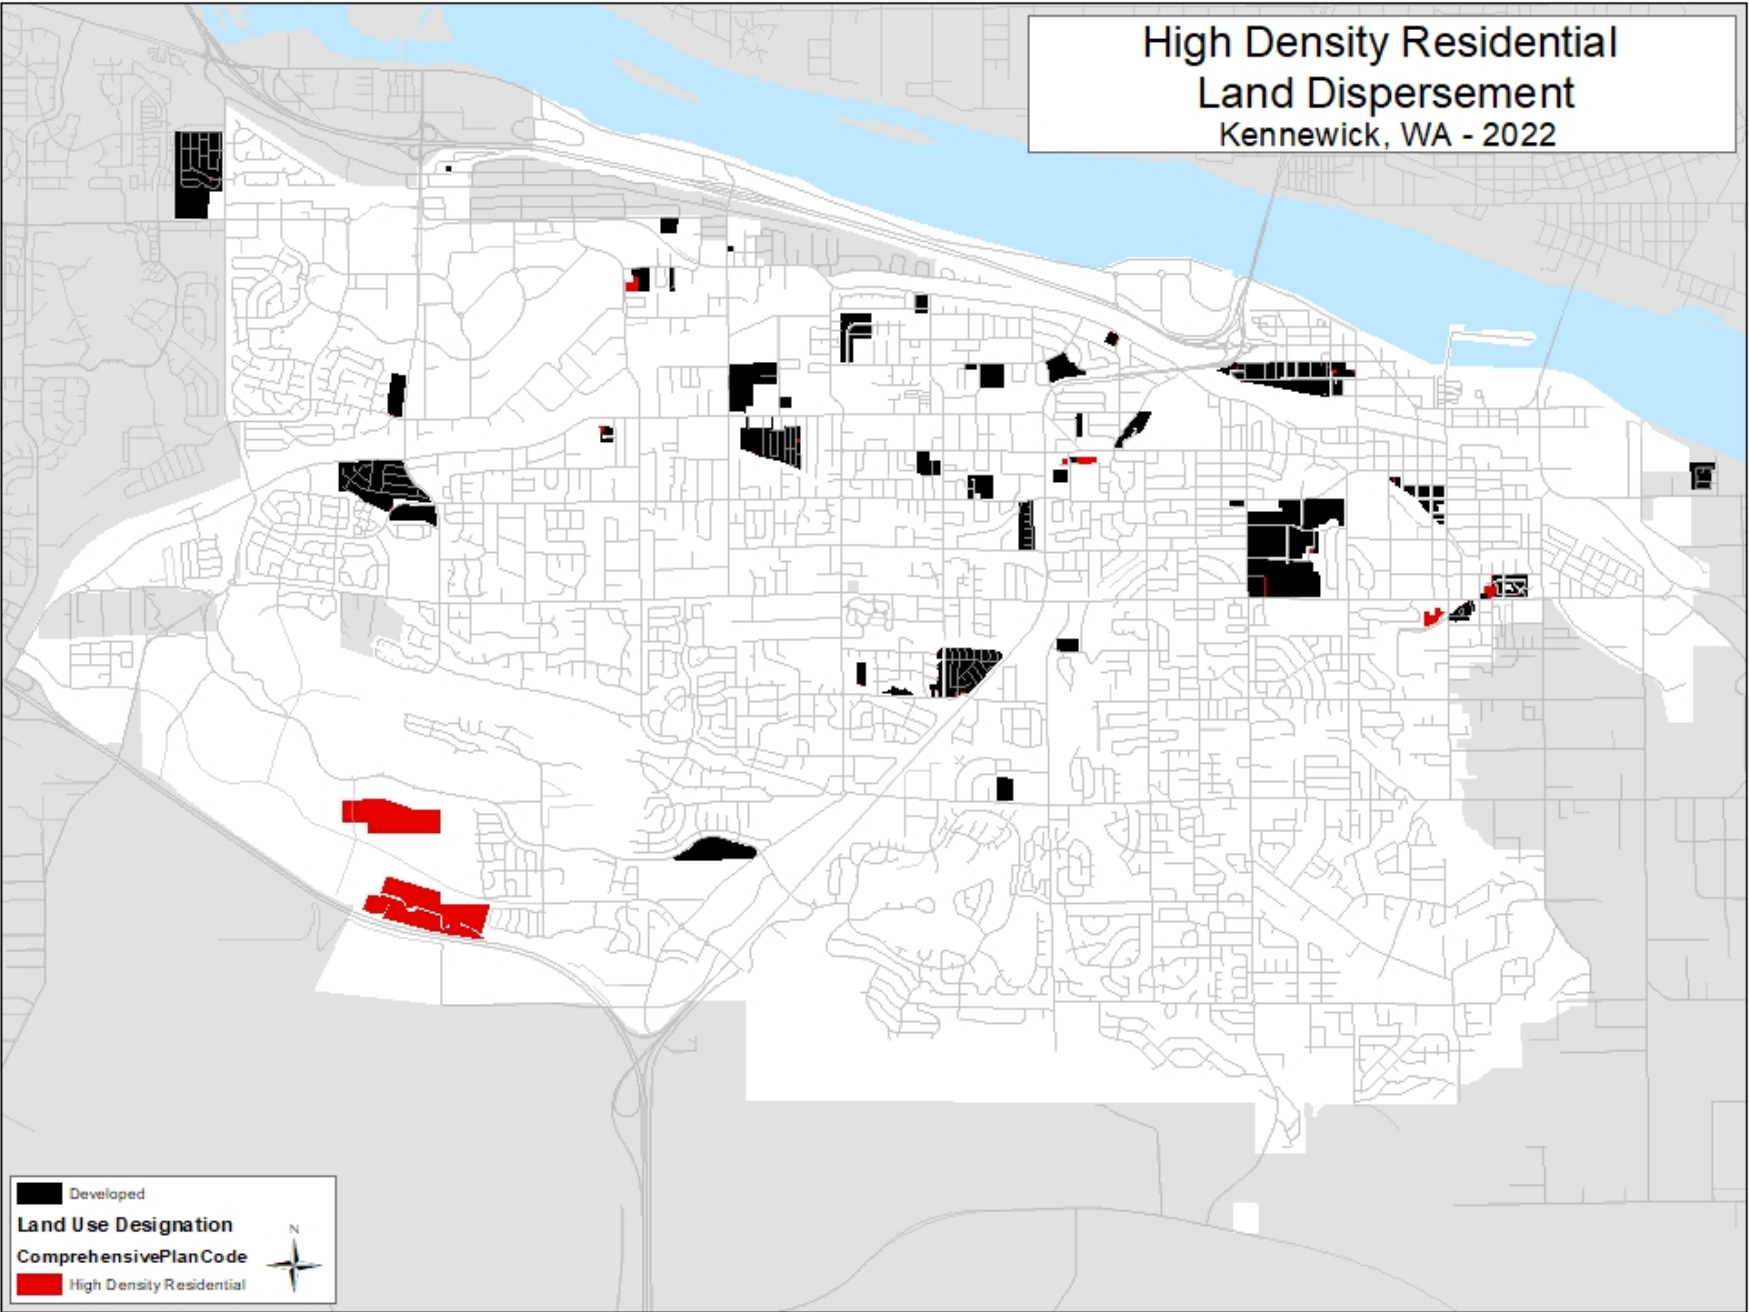 High Density Residential
Land Dispersement
Kennewick, WA - 2022
Developed
Land Use Designation
N
ComprehensivePlanCode
High Density Residential